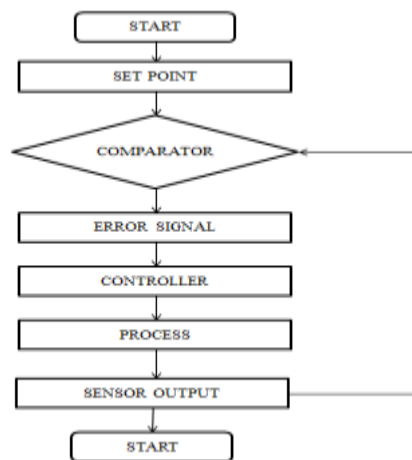 START
SET POINT
COMPARATOR
ERROR SIGNAL
CONTROLLER
PROCESS
SENSOR OUTPUT
START